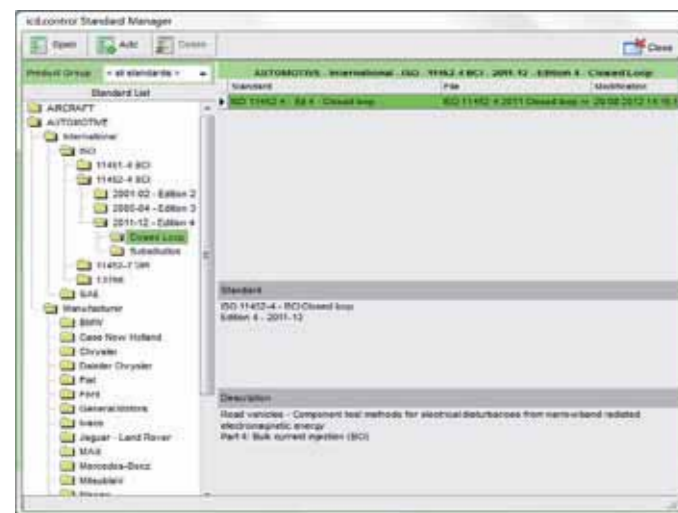 icd.control Standard Manager
Open
Add
Delete
Close
Product Group
- all standards -
AUTOMOTIVE - International - ISO - 11452-4 BCI - 2011-12 - Edition 4 - Closed Loop
Standard List
Standard
File
Modification
ISO 11452-4 - Ed.4 - Closed loop
ISO 11452-4 2011 Closed loop
AIRCRAFT
AUTOMOTIVE
International
ISO
11451-4 BCI
11452-4 BCI
2001-02 - Edition 2
2005-04 - Edition 3
2011-12 - Edition 4
Closed Loop
Substitution
13766
SAE
Manufacturer
BMW
Case New Holland
Chrysler
Daimler Chrysler
Fiat
Ford
General Motors
Iveco
Jaguar - Land Rover
MAN
Mercedes-Benz
Mitsubishi
Nissan
Standard
ISO 11452-4 - BCI Closed loop
Edition 4 - 2011-12
Description
Road vehicles - Component test methods for electrical disturbances from narrowband radiated
electromagnetic energy
Part 4: Bulk current injection (BCI)